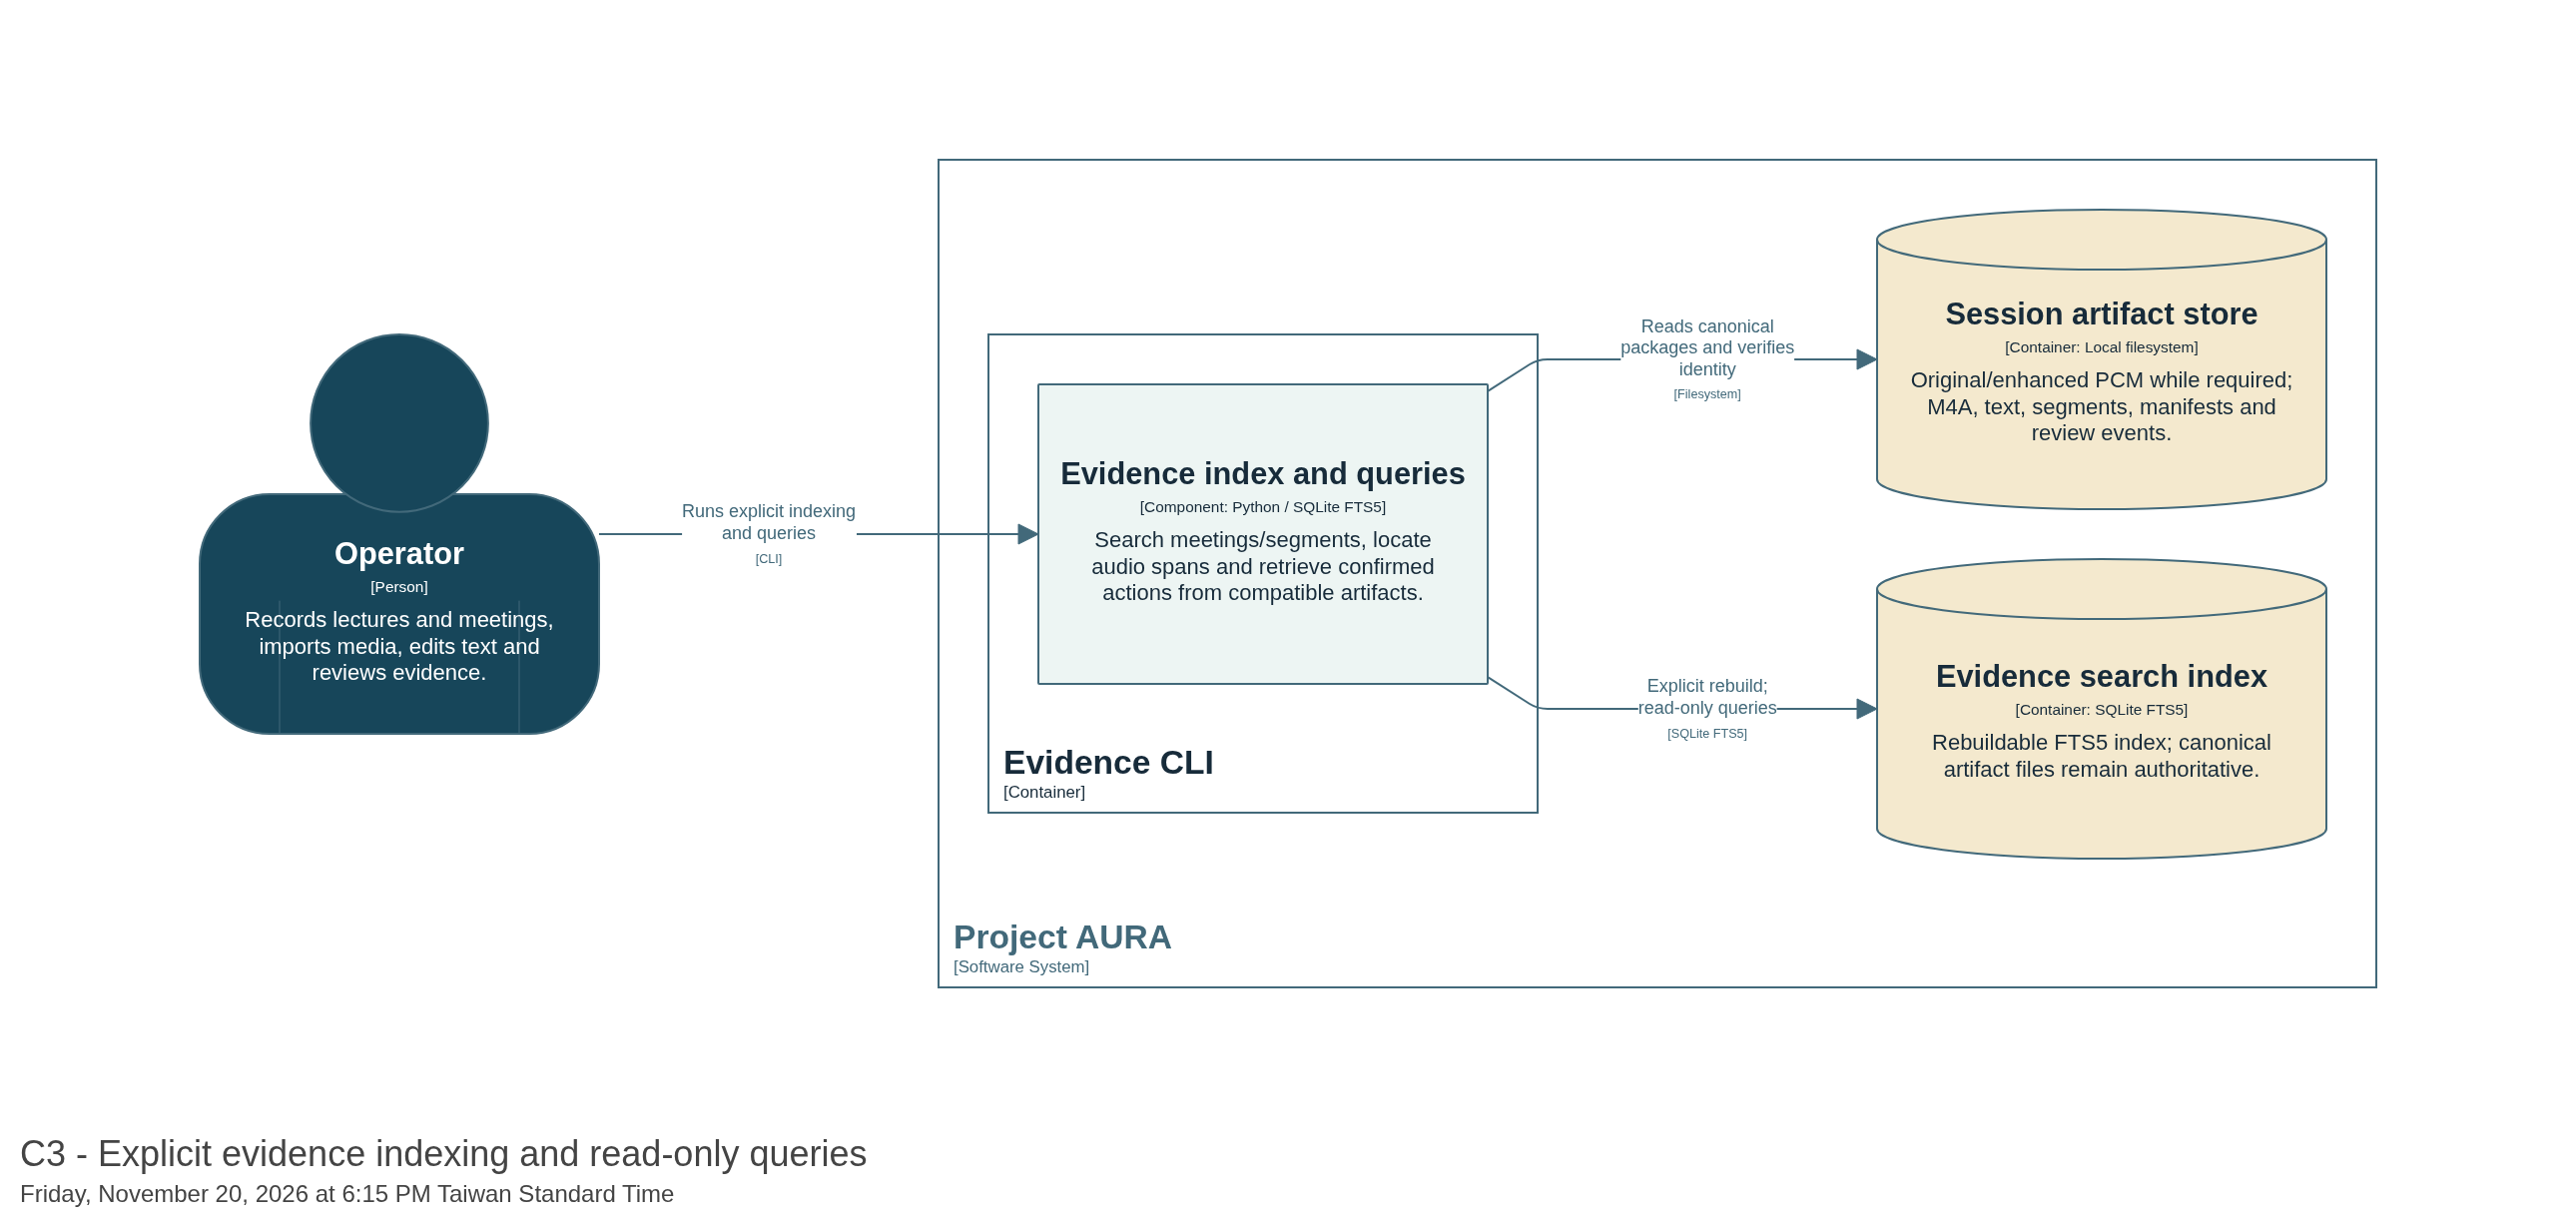 Operator
[Person]
Records lectures and meetings,
imports media, edits text and
reviews evidence.
Runs explicit indexing
and queries
[CLI]
Evidence index and queries
[Component: Python / SQLite FTS5]
Search meetings/segments, locate
audio spans and retrieve confirmed
actions from compatible artifacts.
Evidence CLI
[Container]
Reads canonical
packages and verifies
identity
[Filesystem]
Explicit rebuild;
read-only queries
[SQLite FTS5]
Session artifact store
[Container: Local filesystem]
Original/enhanced PCM while required;
M4A, text, segments, manifests and
review events.
Evidence search index
[Container: SQLite FTS5]
Rebuildable FTS5 index; canonical
artifact files remain authoritative.
Project AURA
[Software System]
C3 - Explicit evidence indexing and read-only queries
Friday, November 20, 2026 at 6:15 PM Taiwan Standard Time